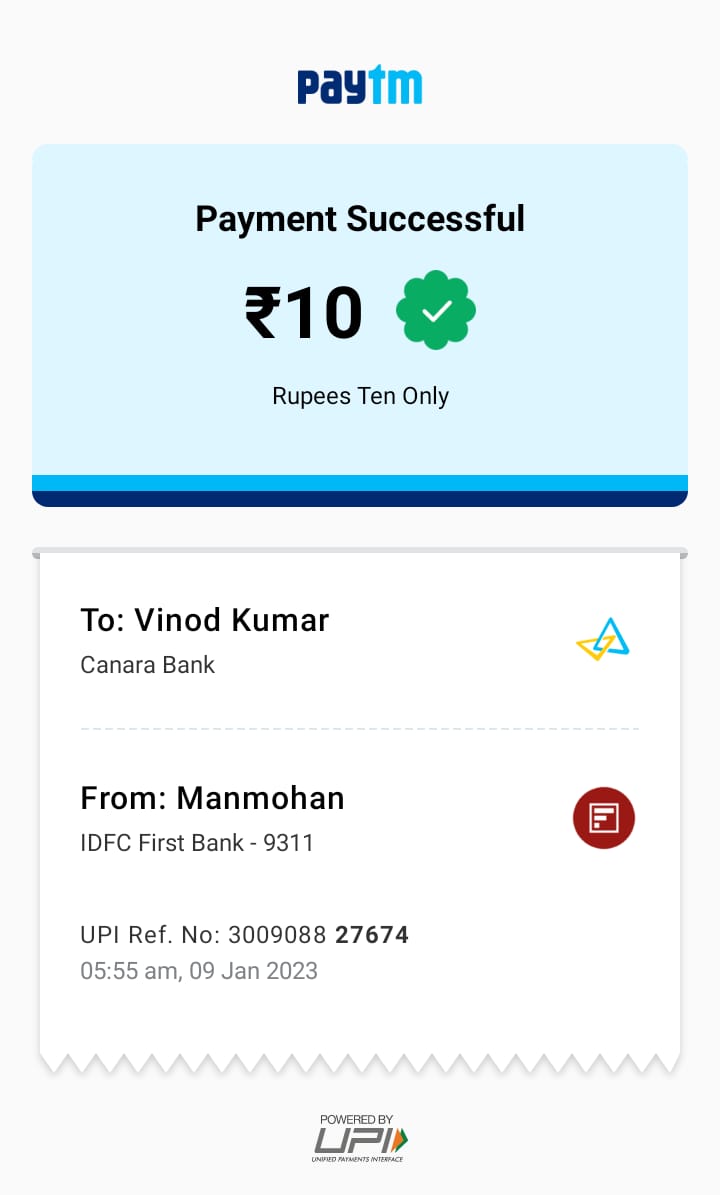 paytm
Payment Successful
₹10
Rupees Ten Only
To: Vinod Kumar
Canara Bank
From: Manmohan
IDFC First Bank - 9311
UPI Ref. No: 3009088 27674
05:55 am, 09 Jan 2023
POWERED BY
UPI
UNIFIED PAYMENTS INTERFACE